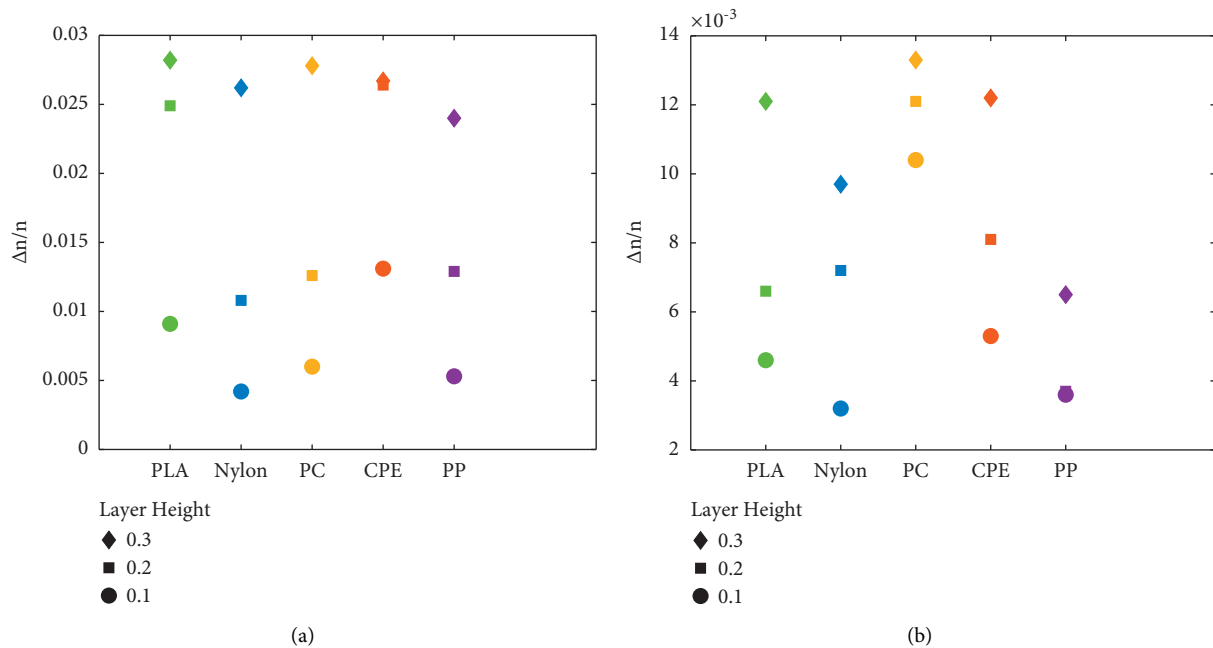 0.03
0.025
0.02
0.015
0.01
0.005
0
Δn/n
PLA Nylon PC CPE PP
Layer Height
0.3
0.2
0.1
(a)
×10⁻³
14
12
10
8
6
4
2
Δn/n
PLA Nylon PC CPE PP
Layer Height
0.3
0.2
0.1
(b)